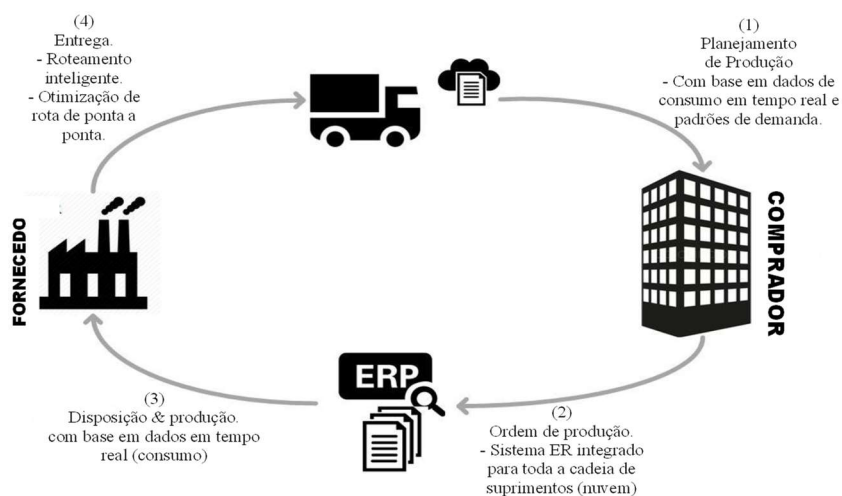 (4)
Entrega.
- Roteamento
inteligente.
- Otimização de
rota de ponta a
ponta.
(1)
Planejamento
de Produção
- Com base em dados de
consumo em tempo real e
padrões de demanda.
FORNECEDO
COMPRADOR
ERP
(3)
Disposição & produção.
com base em dados em tempo
real (consumo)
(2)
Ordem de produção.
- Sistema ER integrado
para toda a cadeia de
suprimentos (nuvem)